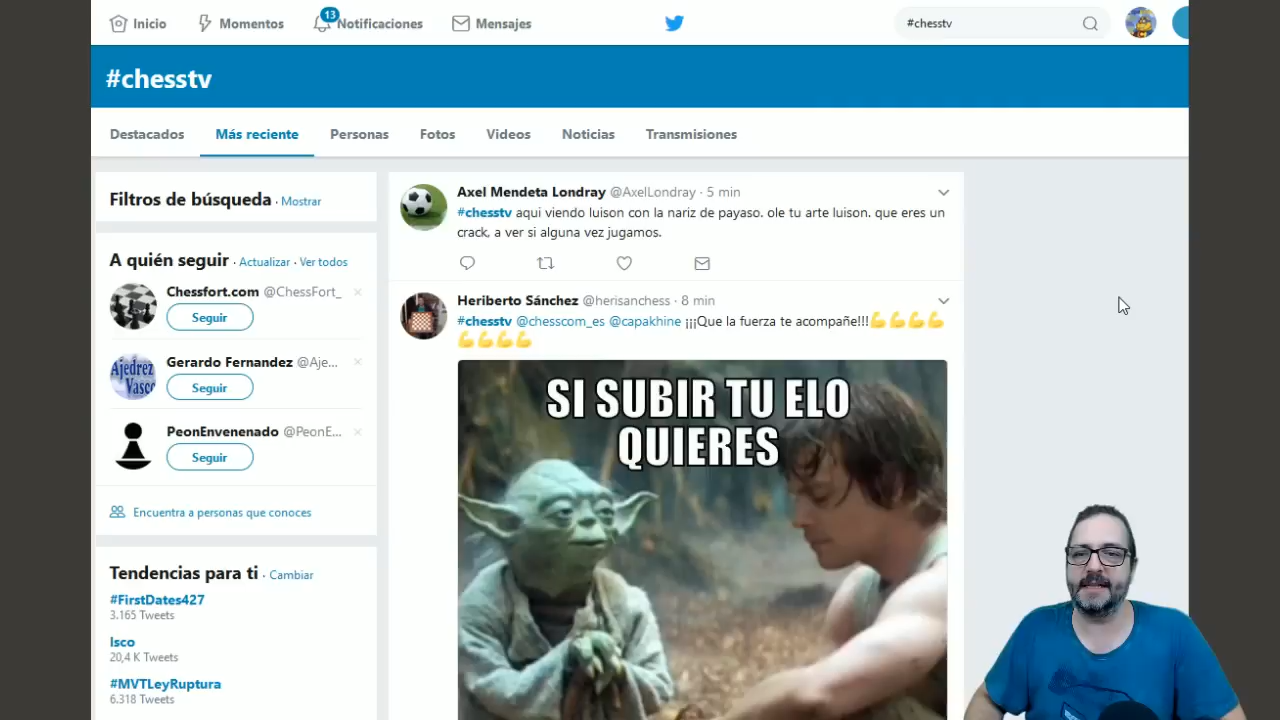 Inicio
Momentos
13
Notificaciones
Mensajes
#chesstv
#chesstv
Destacados
Más reciente
Personas
Fotos
Videos
Noticias
Transmisiones
Filtros de búsqueda · Mostrar
A quién seguir · Actualizar · Ver todos
Chessfort.com @ChessFort_
Seguir
Gerardo Fernandez @Aje...
Ajedrez
Vasco
Seguir
PeonEnvenenado @PeonE...
Seguir
Encuentra a personas que conoces
Tendencias para ti · Cambiar
#FirstDates427
3.165 Tweets
Isco
20,4 K Tweets
#MVTLeyRuptura
6.318 Tweets
Axel Mendeta Londray @AxelLondray · 5 min
#chesstv aqui viendo luison con la nariz de payaso. ole tu arte luison. que eres un
crack, a ver si alguna vez jugamos.
Heriberto Sánchez @herisanchess · 8 min
#chesstv @chesscom_es @capakhine ¡¡¡Que la fuerza te acompañe!!!💪💪💪💪
💪💪💪💪
SI SUBIR TU ELO
QUIERES